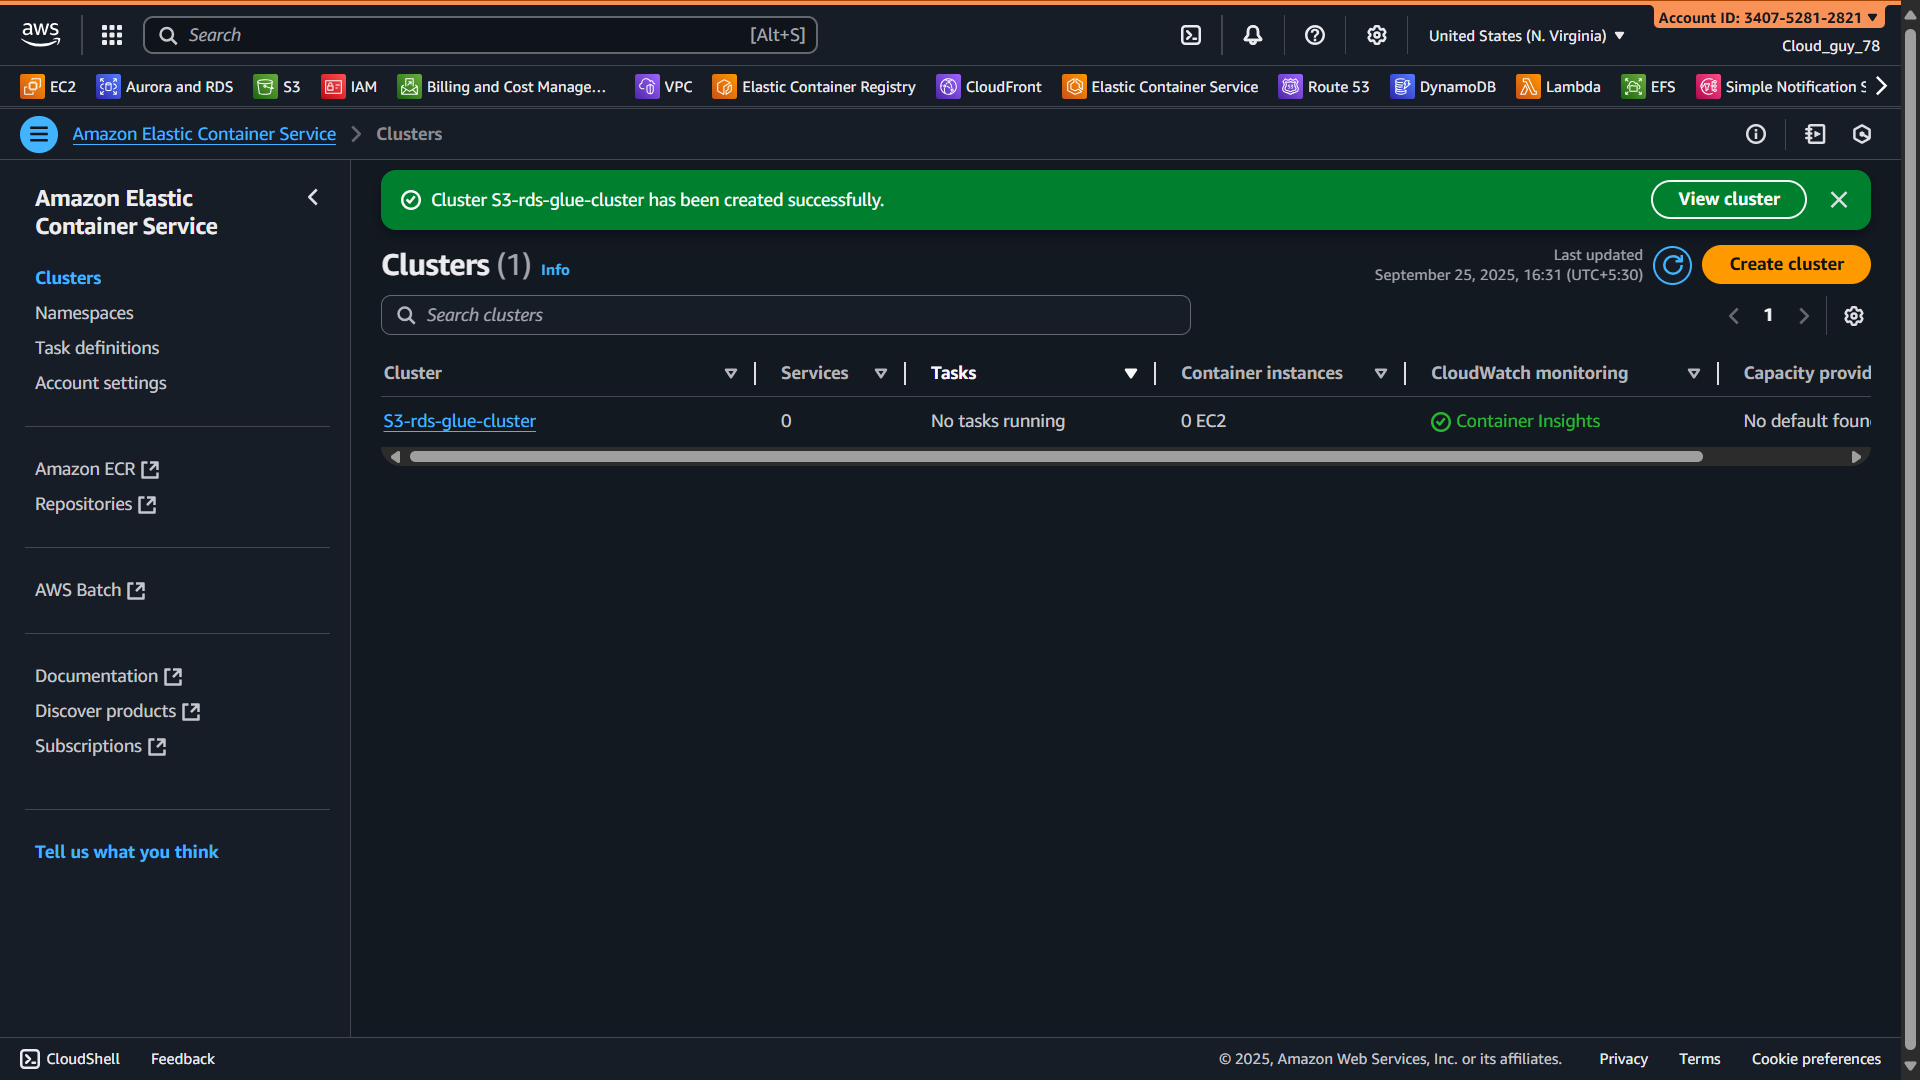 aws
Search [Alt+S]
United States (N. Virginia)
Account ID: 3407-5281-2821
Cloud_guy_78
EC2 Aurora and RDS S3 IAM Billing and Cost Manage... VPC Elastic Container Registry CloudFront Elastic Container Service Route 53 DynamoDB Lambda EFS Simple Notification S
Amazon Elastic Container Service > Clusters
Amazon Elastic
Container Service
Clusters
Namespaces
Task definitions
Account settings
Amazon ECR
Repositories
AWS Batch
Documentation
Discover products
Subscriptions
Tell us what you think
Cluster S3-rds-glue-cluster has been created successfully.
View cluster
Clusters (1) Info
Last updated
September 25, 2025, 16:31 (UTC+5:30)
Create cluster
Search clusters
1
Cluster Services Tasks Container instances CloudWatch monitoring Capacity provid
S3-rds-glue-cluster 0 No tasks running 0 EC2 Container Insights No default foun
CloudShell Feedback © 2025, Amazon Web Services, Inc. or its affiliates. Privacy Terms Cookie preferences